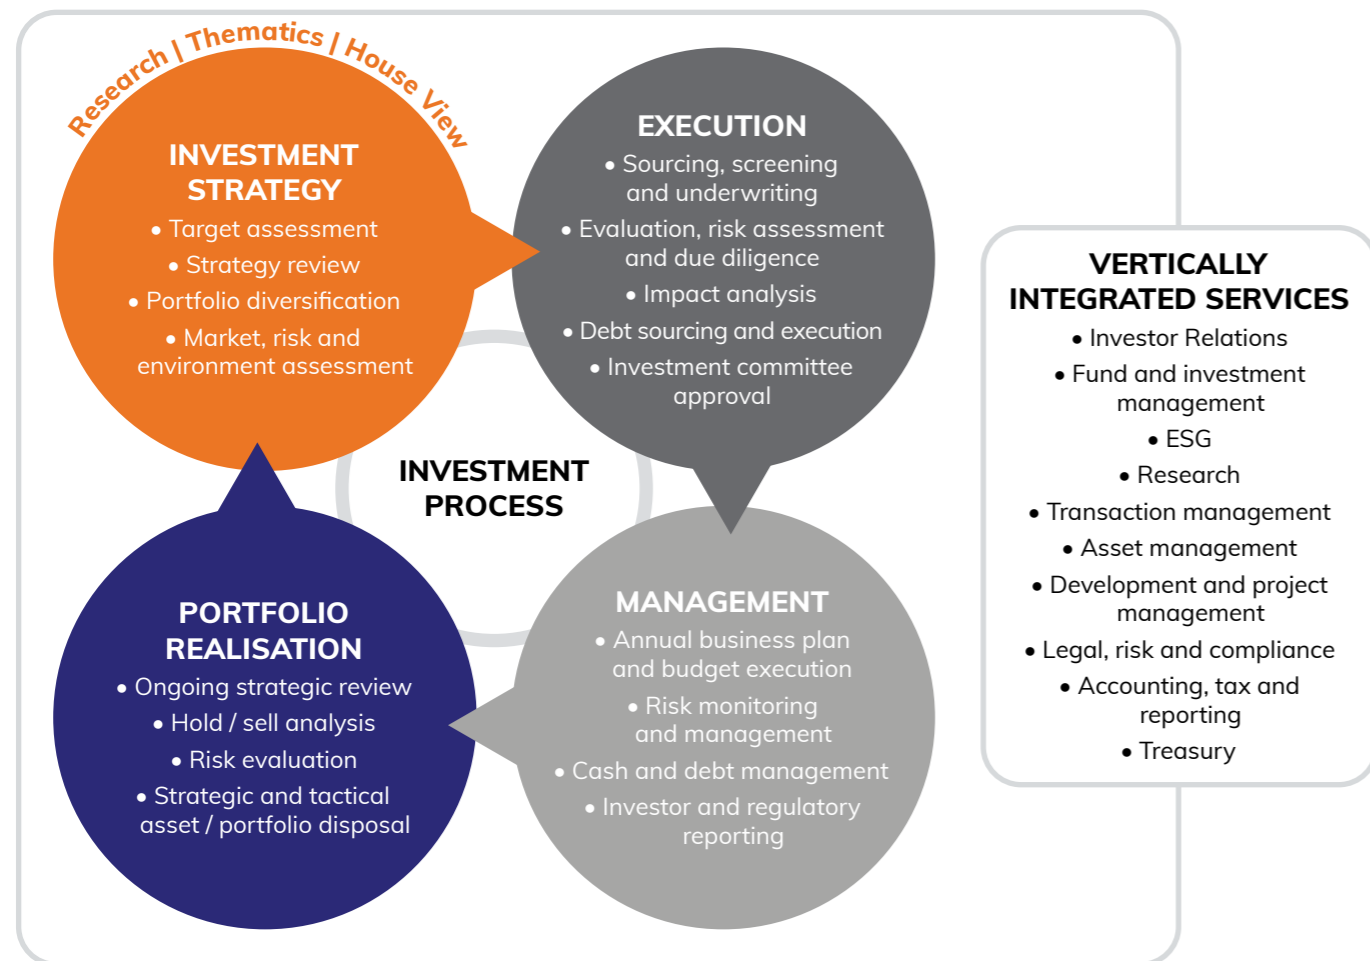 Research | Thematics | House View
INVESTMENT
STRATEGY
• Target assessment
• Strategy review
• Portfolio diversification
• Market, risk and
environment assessment
EXECUTION
• Sourcing, screening
and underwriting
• Evaluation, risk assessment
and due diligence
• Impact analysis
• Debt sourcing and execution
• Investment committee
approval
INVESTMENT
PROCESS
PORTFOLIO
REALISATION
• Ongoing strategic review
• Hold / sell analysis
• Risk evaluation
• Strategic and tactical
asset / portfolio disposal
MANAGEMENT
• Annual business plan
and budget execution
• Risk monitoring
and management
• Cash and debt management
• Investor and regulatory
reporting
VERTICALLY
INTEGRATED SERVICES
• Investor Relations
• Fund and investment
management
• ESG
• Research
• Transaction management
• Asset management
• Development and project
management
• Legal, risk and compliance
• Accounting, tax and
reporting
• Treasury